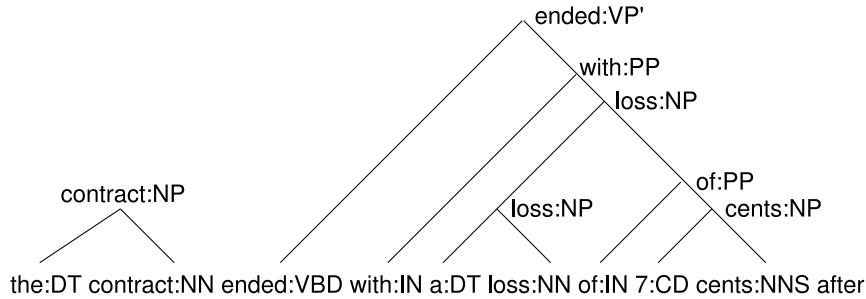 ended:VP'
with:PP
loss:NP
contract:NP
of:PP
loss:NP
cents:NP
the:DT contract:NN ended:VBD with:IN a:DT loss:NN of:IN 7:CD cents:NNS after